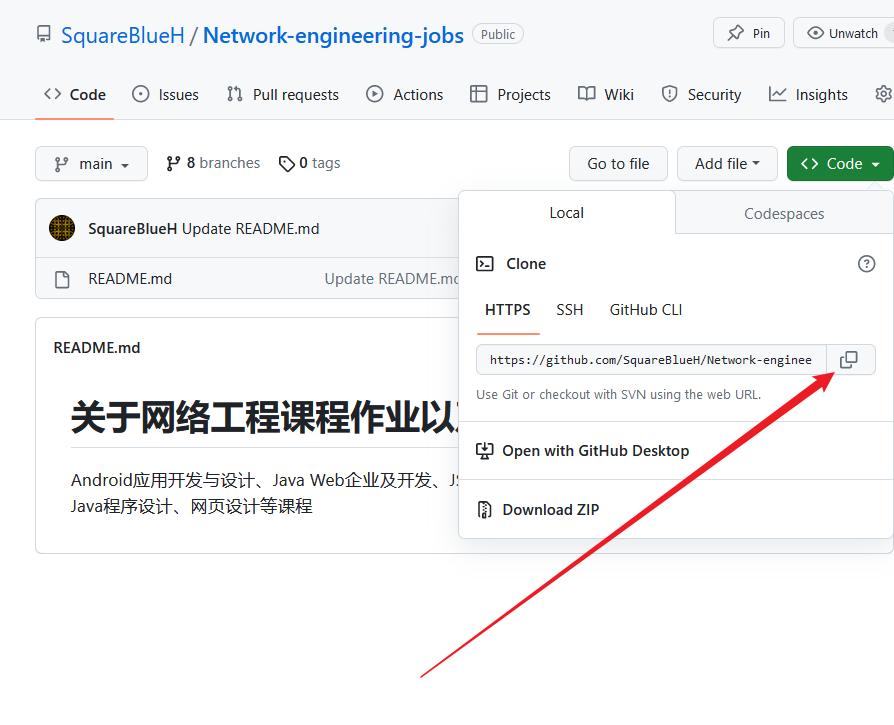 SquareBlueH / Network-engineering-jobs Public Pin Unwatch
Code Issues Pull requests Actions Projects Wiki Security Insights
main 8 branches 0 tags Go to file Add file Code
SquareBlueH Update README.md
Local Codespaces
Clone
README.md Update README.md
HTTPS SSH GitHub CLI
README.md
https://github.com/SquareBlueH/Network-enginee
Use Git or checkout with SVN using the web URL.
关于网络工程课程作业以
Open with GitHub Desktop
Android应用开发与设计、Java Web企业及开发、JS
Java程序设计、网页设计等课程
Download ZIP